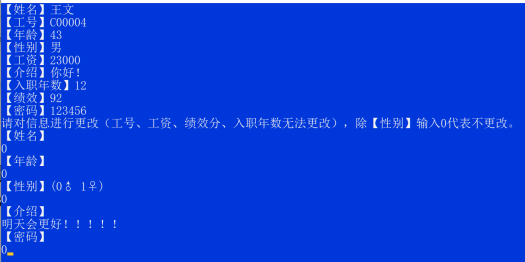 【姓名】王文
【工号】C00004
【年龄】43
【性别】男
【工资】23000
【介绍】你好!
【入职年数】12
【绩效】92
【密码】123456
请对信息进行更改（工号、工资、绩效分、入职年数无法更改），除【性别】输入0代表不更改。
【姓名】
0
【年龄】
0
【性别】(0♂ 1♀)
0
【介绍】
明天会更好！！！！！
【密码】
0